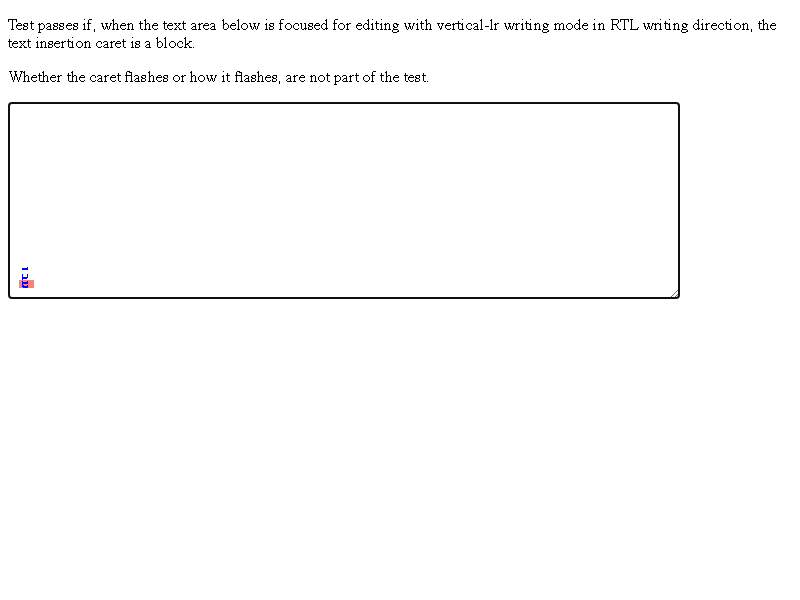 Test passes if, when the text area below is focused for editing with vertical-lr writing mode in RTL writing direction, the
text insertion caret is a block.
Whether the caret flashes or how it flashes, are not part of the test.